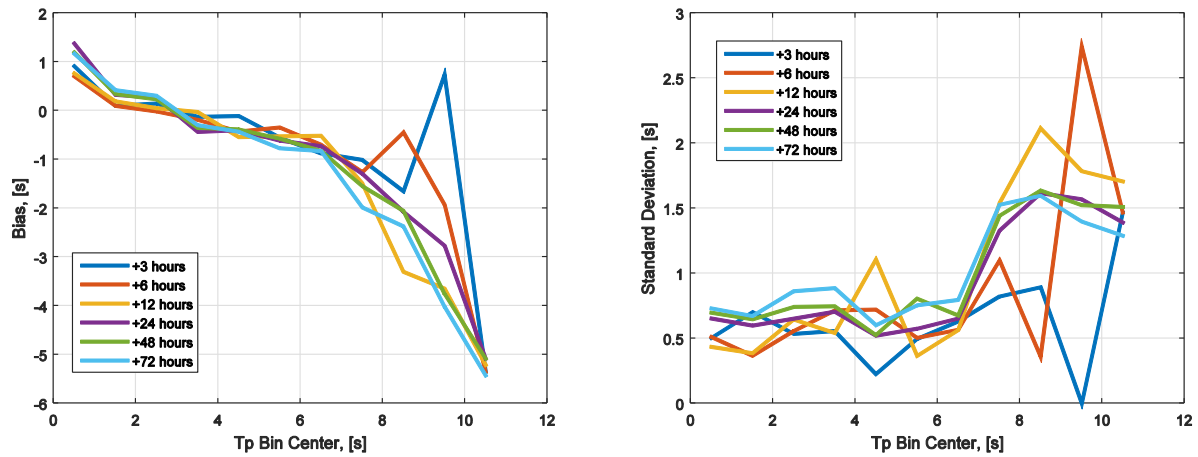 2
1
0
-1
-2
-3
-4
-5
-6
Bias, [s]
+3 hours
+6 hours
+12 hours
+24 hours
+48 hours
+72 hours
0 2 4 6 8 10 12
Tp Bin Center, [s]
3
2.5
2
1.5
1
0.5
0
Standard Deviation, [s]
+3 hours
+6 hours
+12 hours
+24 hours
+48 hours
+72 hours
0 2 4 6 8 10 12
Tp Bin Center, [s]